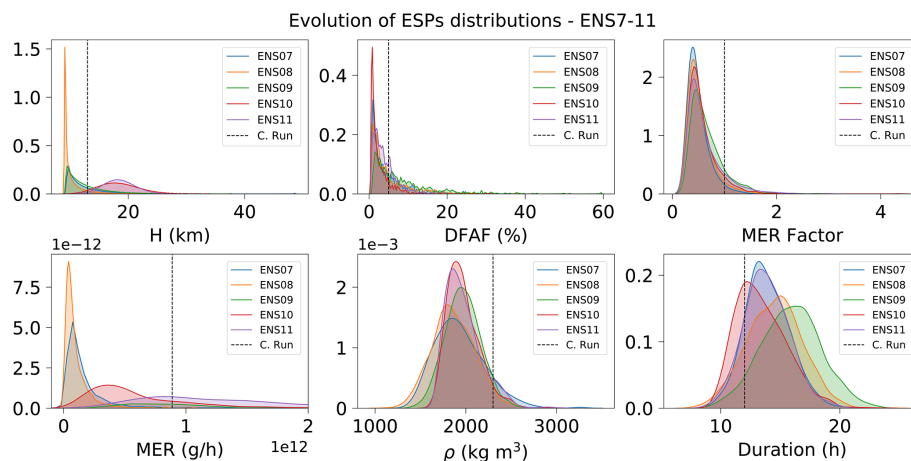 Evolution of ESPs distributions - ENS7-11
1.5
1.0
0.5
0.0
20
40
H (km)
ENS07
ENS08
ENS09
ENS10
ENS11
C. Run
0.4
0.2
0.0
0
20
40
60
DFAF (%)
ENS07
ENS08
ENS09
ENS10
ENS11
C. Run
2
1
0
0
2
4
MER Factor
ENS07
ENS08
ENS09
ENS10
ENS11
C. Run
1e−12
7.5
5.0
2.5
0.0
0
1
2
MER (g/h)
1e12
ENS07
ENS08
ENS09
ENS10
ENS11
C. Run
1e−3
2
1
0
1000
2000
3000
ρ (kg m³)
ENS07
ENS08
ENS09
ENS10
ENS11
C. Run
0.2
0.1
0.0
10
20
Duration (h)
ENS07
ENS08
ENS09
ENS10
ENS11
C. Run